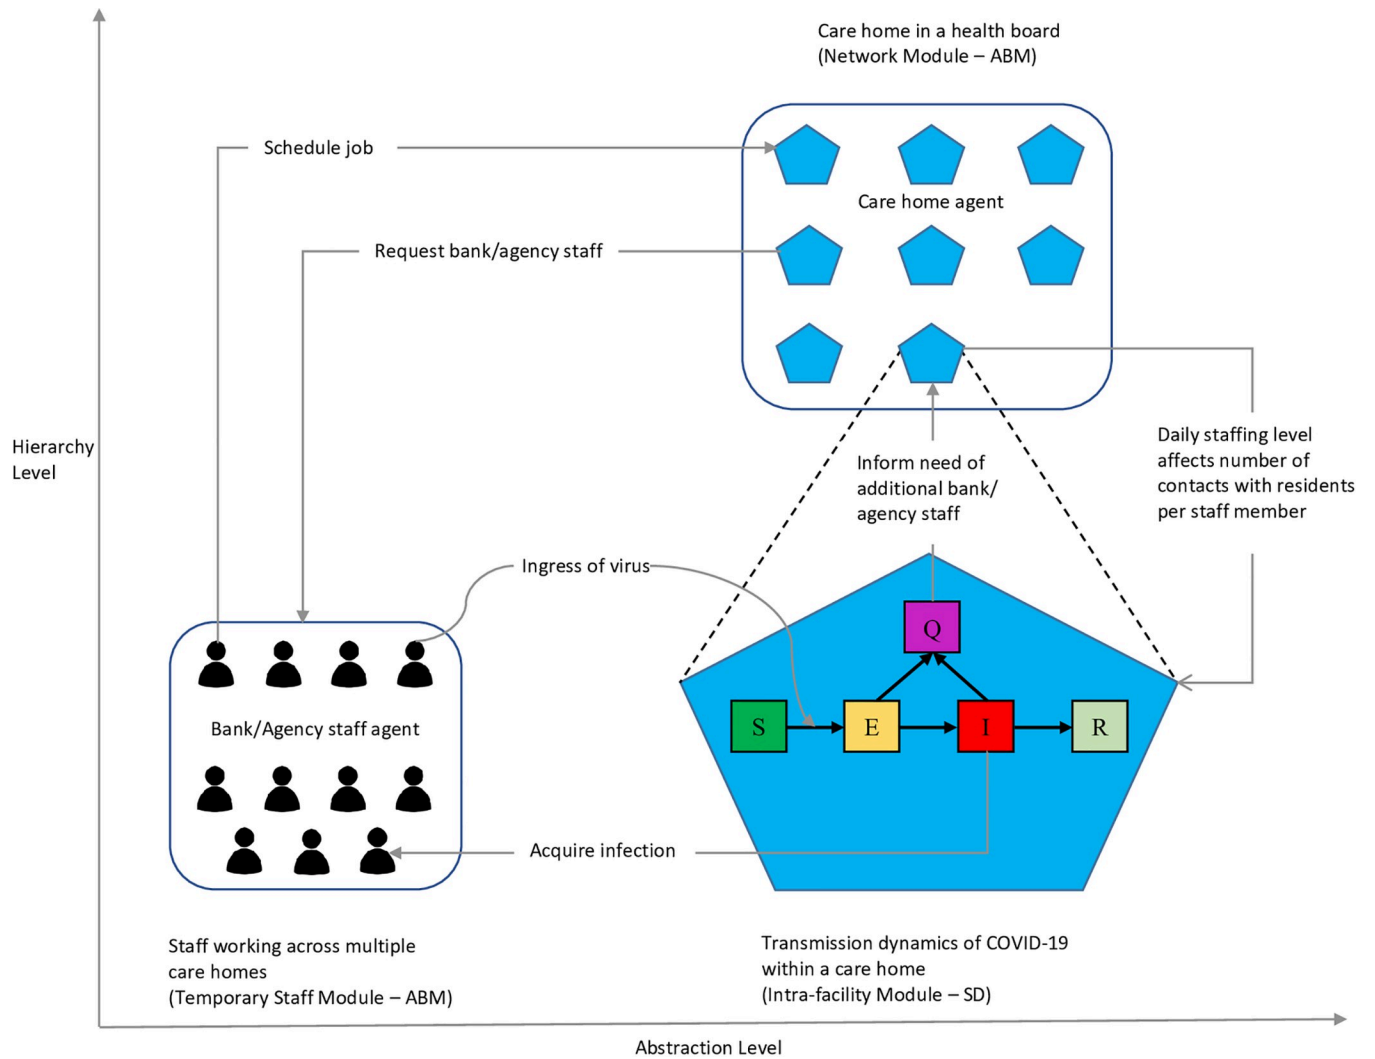 Care home in a health board
(Network Module – ABM)
Schedule job
Care home agent
Request bank/agency staff
Hierarchy
Level
Daily staffing level
affects number of
contacts with residents
per staff member
Inform need of
additional bank/
agency staff
Ingress of virus
Q
Bank/Agency staff agent
S
E
I
R
Acquire infection
Staff working across multiple
care homes
(Temporary Staff Module – ABM)
Transmission dynamics of COVID-19
within a care home
(Intra-facility Module – SD)
Abstraction Level